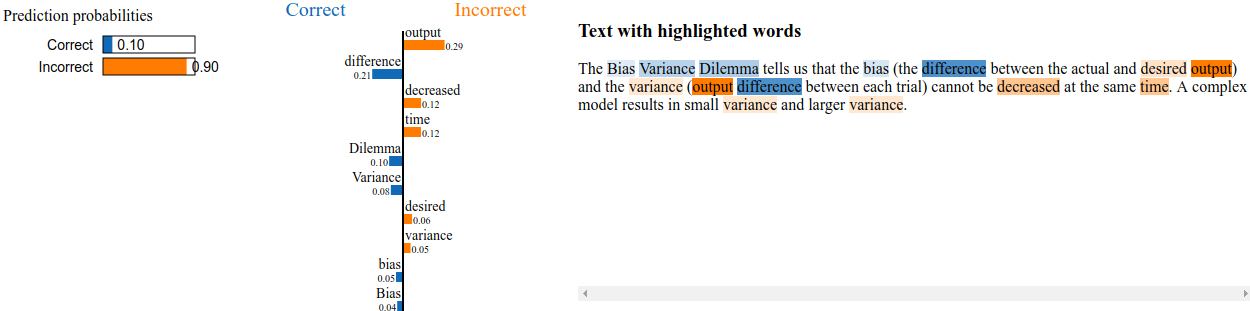 Prediction probabilities
Correct 0.10
Incorrect 0.90
Correct Incorrect
output
0.29
difference
0.21
decreased
0.12
time
0.12
Dilemma
0.10
Variance
0.08
desired
0.06
variance
0.05
bias
0.05
Bias
0.04
Text with highlighted words
The Bias Variance Dilemma tells us that the bias (the difference between the actual and desired output)
and the variance (output difference between each trial) cannot be decreased at the same time. A complex
model results in small variance and larger variance.